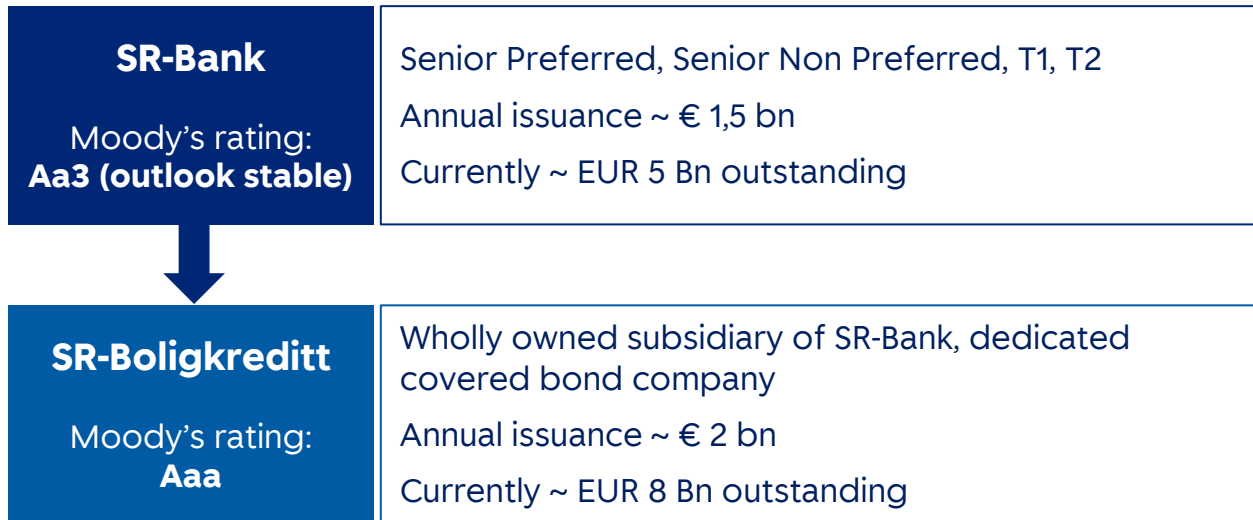 SR-Bank
Moody's rating:
Aa3 (outlook stable)
Senior Preferred, Senior Non Preferred, T1, T2
Annual issuance ~ € 1,5 bn
Currently ~ EUR 5 Bn outstanding
SR-Boligkreditt
Moody's rating:
Aaa
Wholly owned subsidiary of SR-Bank, dedicated
covered bond company
Annual issuance ~ € 2 bn
Currently ~ EUR 8 Bn outstanding